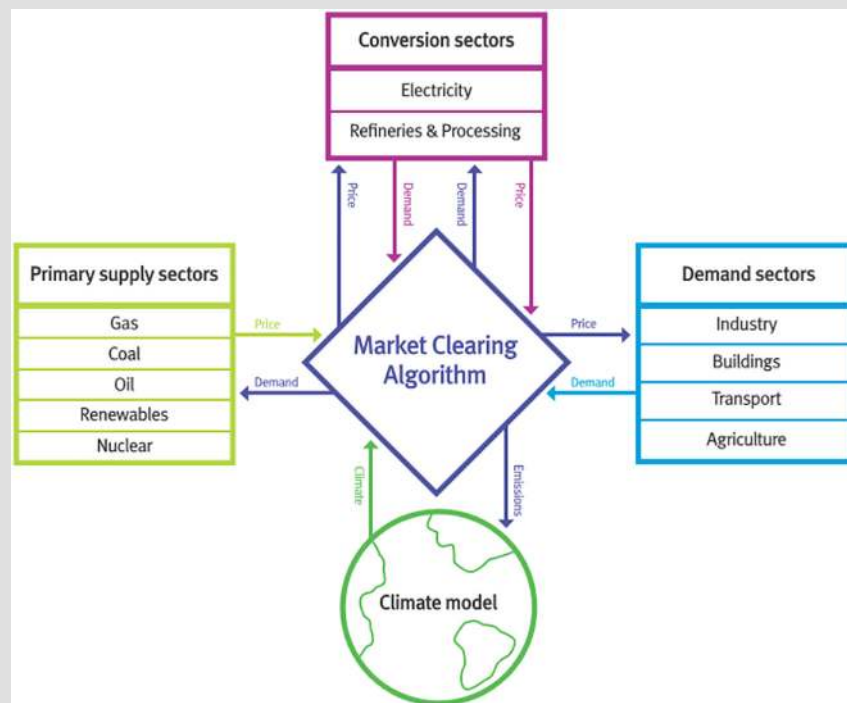 Conversion sectors
Electricity
Refineries & Processing
Price
Demand
Demand
Price
Primary supply sectors
Gas
Coal
Oil
Renewables
Nuclear
Price
Demand
Market Clearing
Algorithm
Price
Demand
Demand sectors
Industry
Buildings
Transport
Agriculture
Climate
Emissions
Climate model